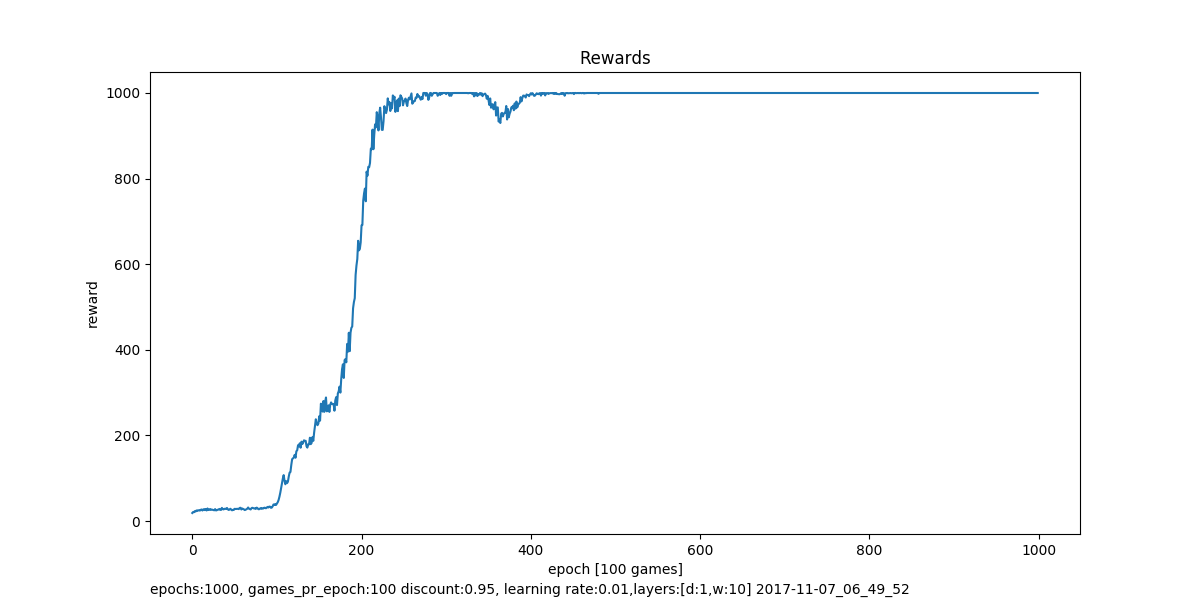 Rewards
1000
800
600
400
200
0
reward
0 200 400 600 800 1000
epoch [100 games]
epochs:1000, games_pr_epoch:100 discount:0.95, learning rate:0.01,layers:[d:1,w:10] 2017-11-07_06_49_52